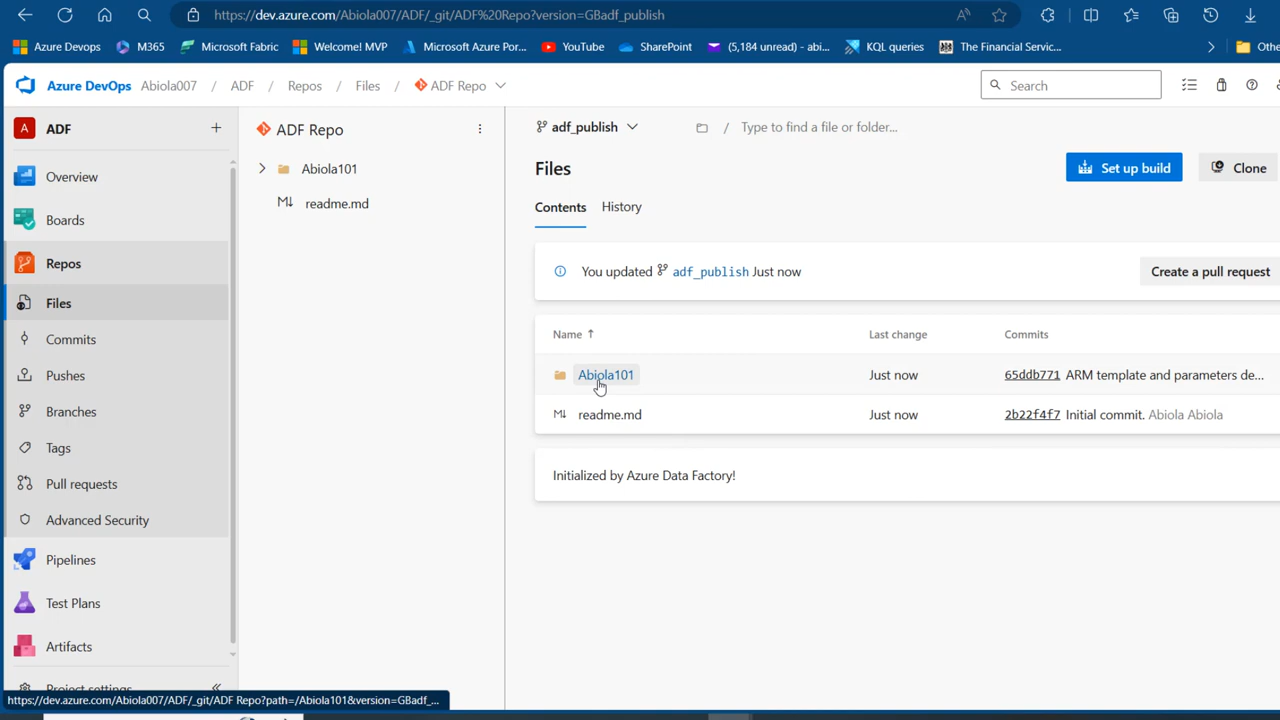 https://dev.azure.com/Abiola007/ADF/_git/ADF%20Repo?version=GBadf_publish
Azure Devops
M365
Microsoft Fabric
Welcome! MVP
Microsoft Azure Por...
YouTube
SharePoint
(5,184 unread) - abi...
KQL queries
The Financial Servic...
Othe
Azure DevOps
Abiola007 / ADF / Repos / Files / ADF Repo
Search
A ADF +
Overview
Boards
Repos
Files
Commits
Pushes
Branches
Tags
Pull requests
Advanced Security
Pipelines
Test Plans
Artifacts
Project settings
ADF Repo
Abiola101
readme.md
adf_publish
/ Type to find a file or folder...
Files
Set up build
Clone
Contents
History
You updated adf_publish Just now
Create a pull request
Name
Last change
Commits
Abiola101
Just now
65ddb771 ARM template and parameters de...
readme.md
Just now
2b22f4f7 Initial commit. Abiola Abiola
Initialized by Azure Data Factory!
https://dev.azure.com/Abiola007/ADF/_git/ADF Repo?path=/Abiola101&version=GBadf_...